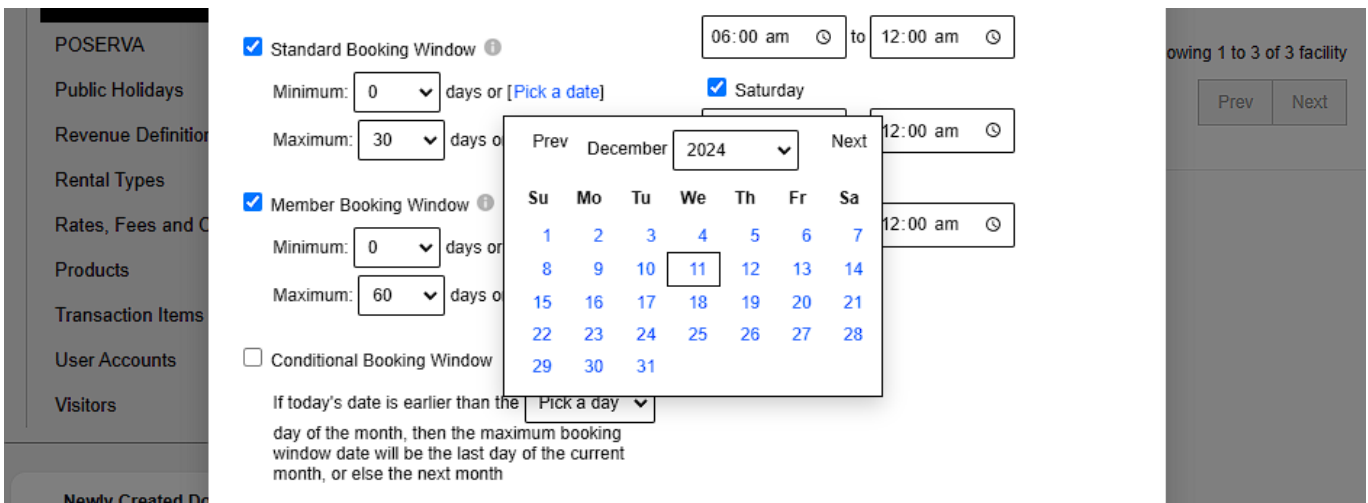 POSERVA
Public Holidays
Revenue Definition
Rental Types
Rates, Fees and
Products
Transaction Items
User Accounts
Visitors
Newly Created
Standard Booking Window
Minimum: 0 days or [Pick a date]
Maximum: 30 days
Member Booking Window
Minimum: 0 days or
Maximum: 60 days
Conditional Booking Window
If today's date is earlier than the Pick a day
day of the month, then the maximum booking
window date will be the last day of the current
month, or else the next month
06:00 am to 12:00 am
Saturday
12:00 am
12:00 am
Prev December 2024 Next
Su Mo Tu We Th Fr Sa
1 2 3 4 5 6 7
8 9 10 11 12 13 14
15 16 17 18 19 20 21
22 23 24 25 26 27 28
29 30 31
owing 1 to 3 of 3 facility
Prev Next